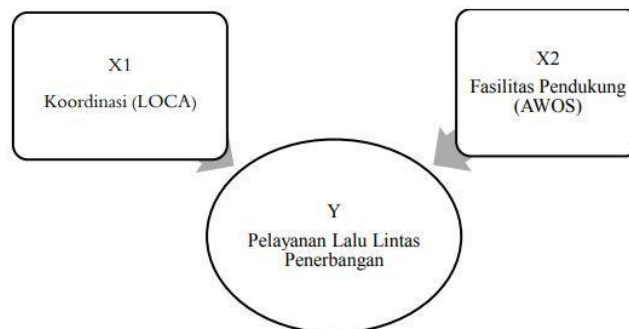 X1
Koordinasi (LOCA)
X2
Fasilitas Pendukung
(AWOS)
Y
Pelayanan Lalu Lintas
Penerbangan